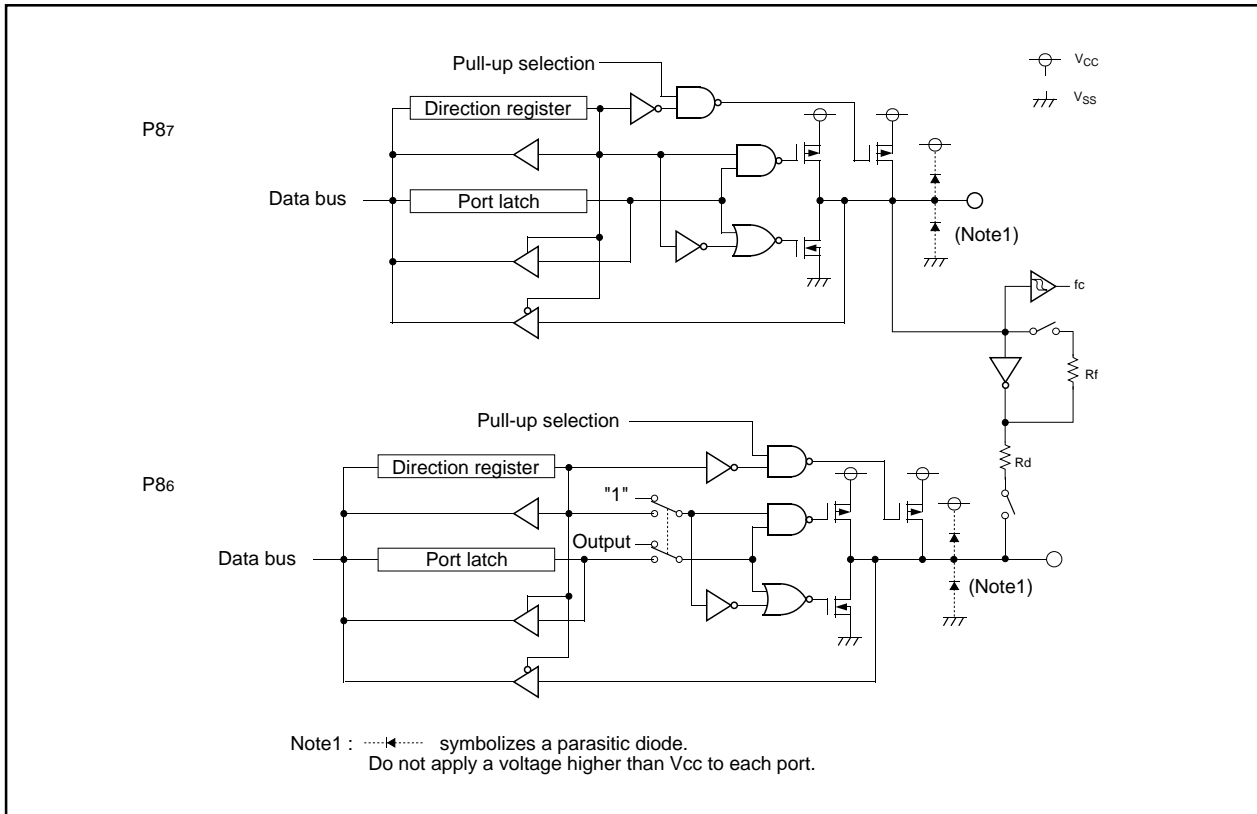 Pull-up selection
VCC
Direction register
VSS
P87
Data bus
Port latch
(Note1)
fc
Rf
Pull-up selection
Direction register
Rd
P86
"1"
Output
Data bus
Port latch
(Note1)
Note1 : symbolizes a parasitic diode.
Do not apply a voltage higher than Vcc to each port.